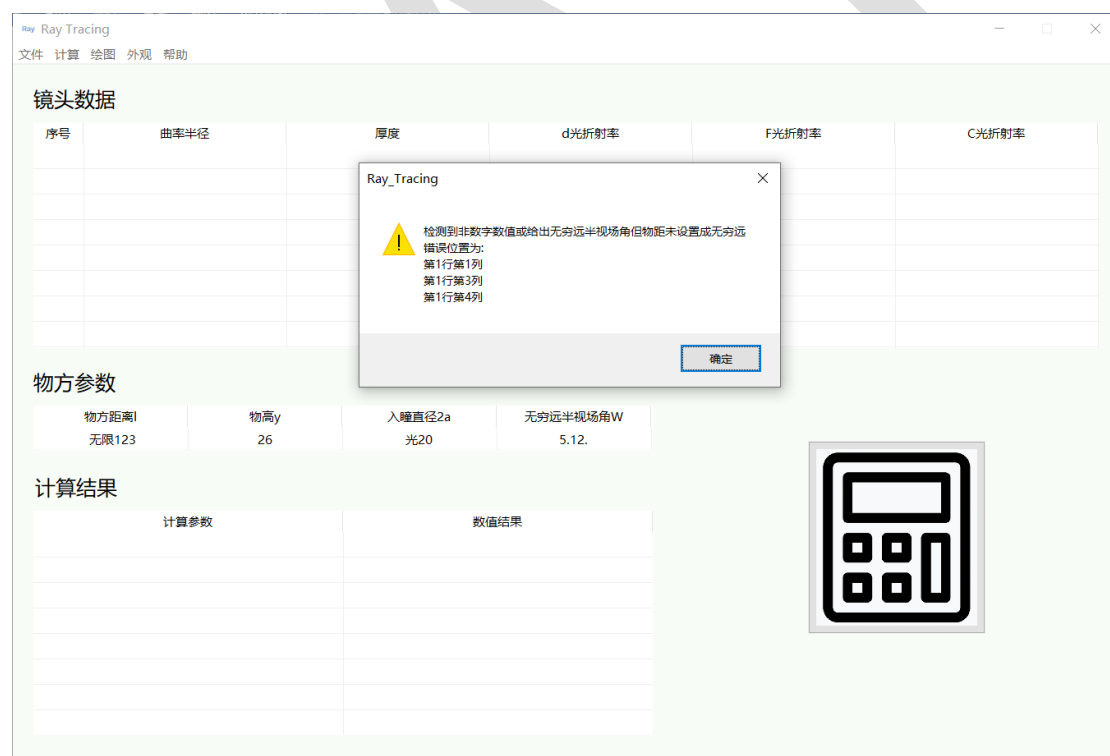 Ray Ray Tracing
文件 计算 绘图 外观 帮助
镜头数据
序号 曲率半径 厚度 d光折射率 F光折射率 C光折射率
Ray_Tracing
检测到非数字数值或给出无穷远半视场角但物距未设置成无穷远
错误位置为:
第1行第1列
第1行第3列
第1行第4列
确定
物方参数
物方距离l 物高y 入瞳直径2a 无穷远半视场角W
无限123 26 光20 5.12.
计算结果
计算参数 数值结果